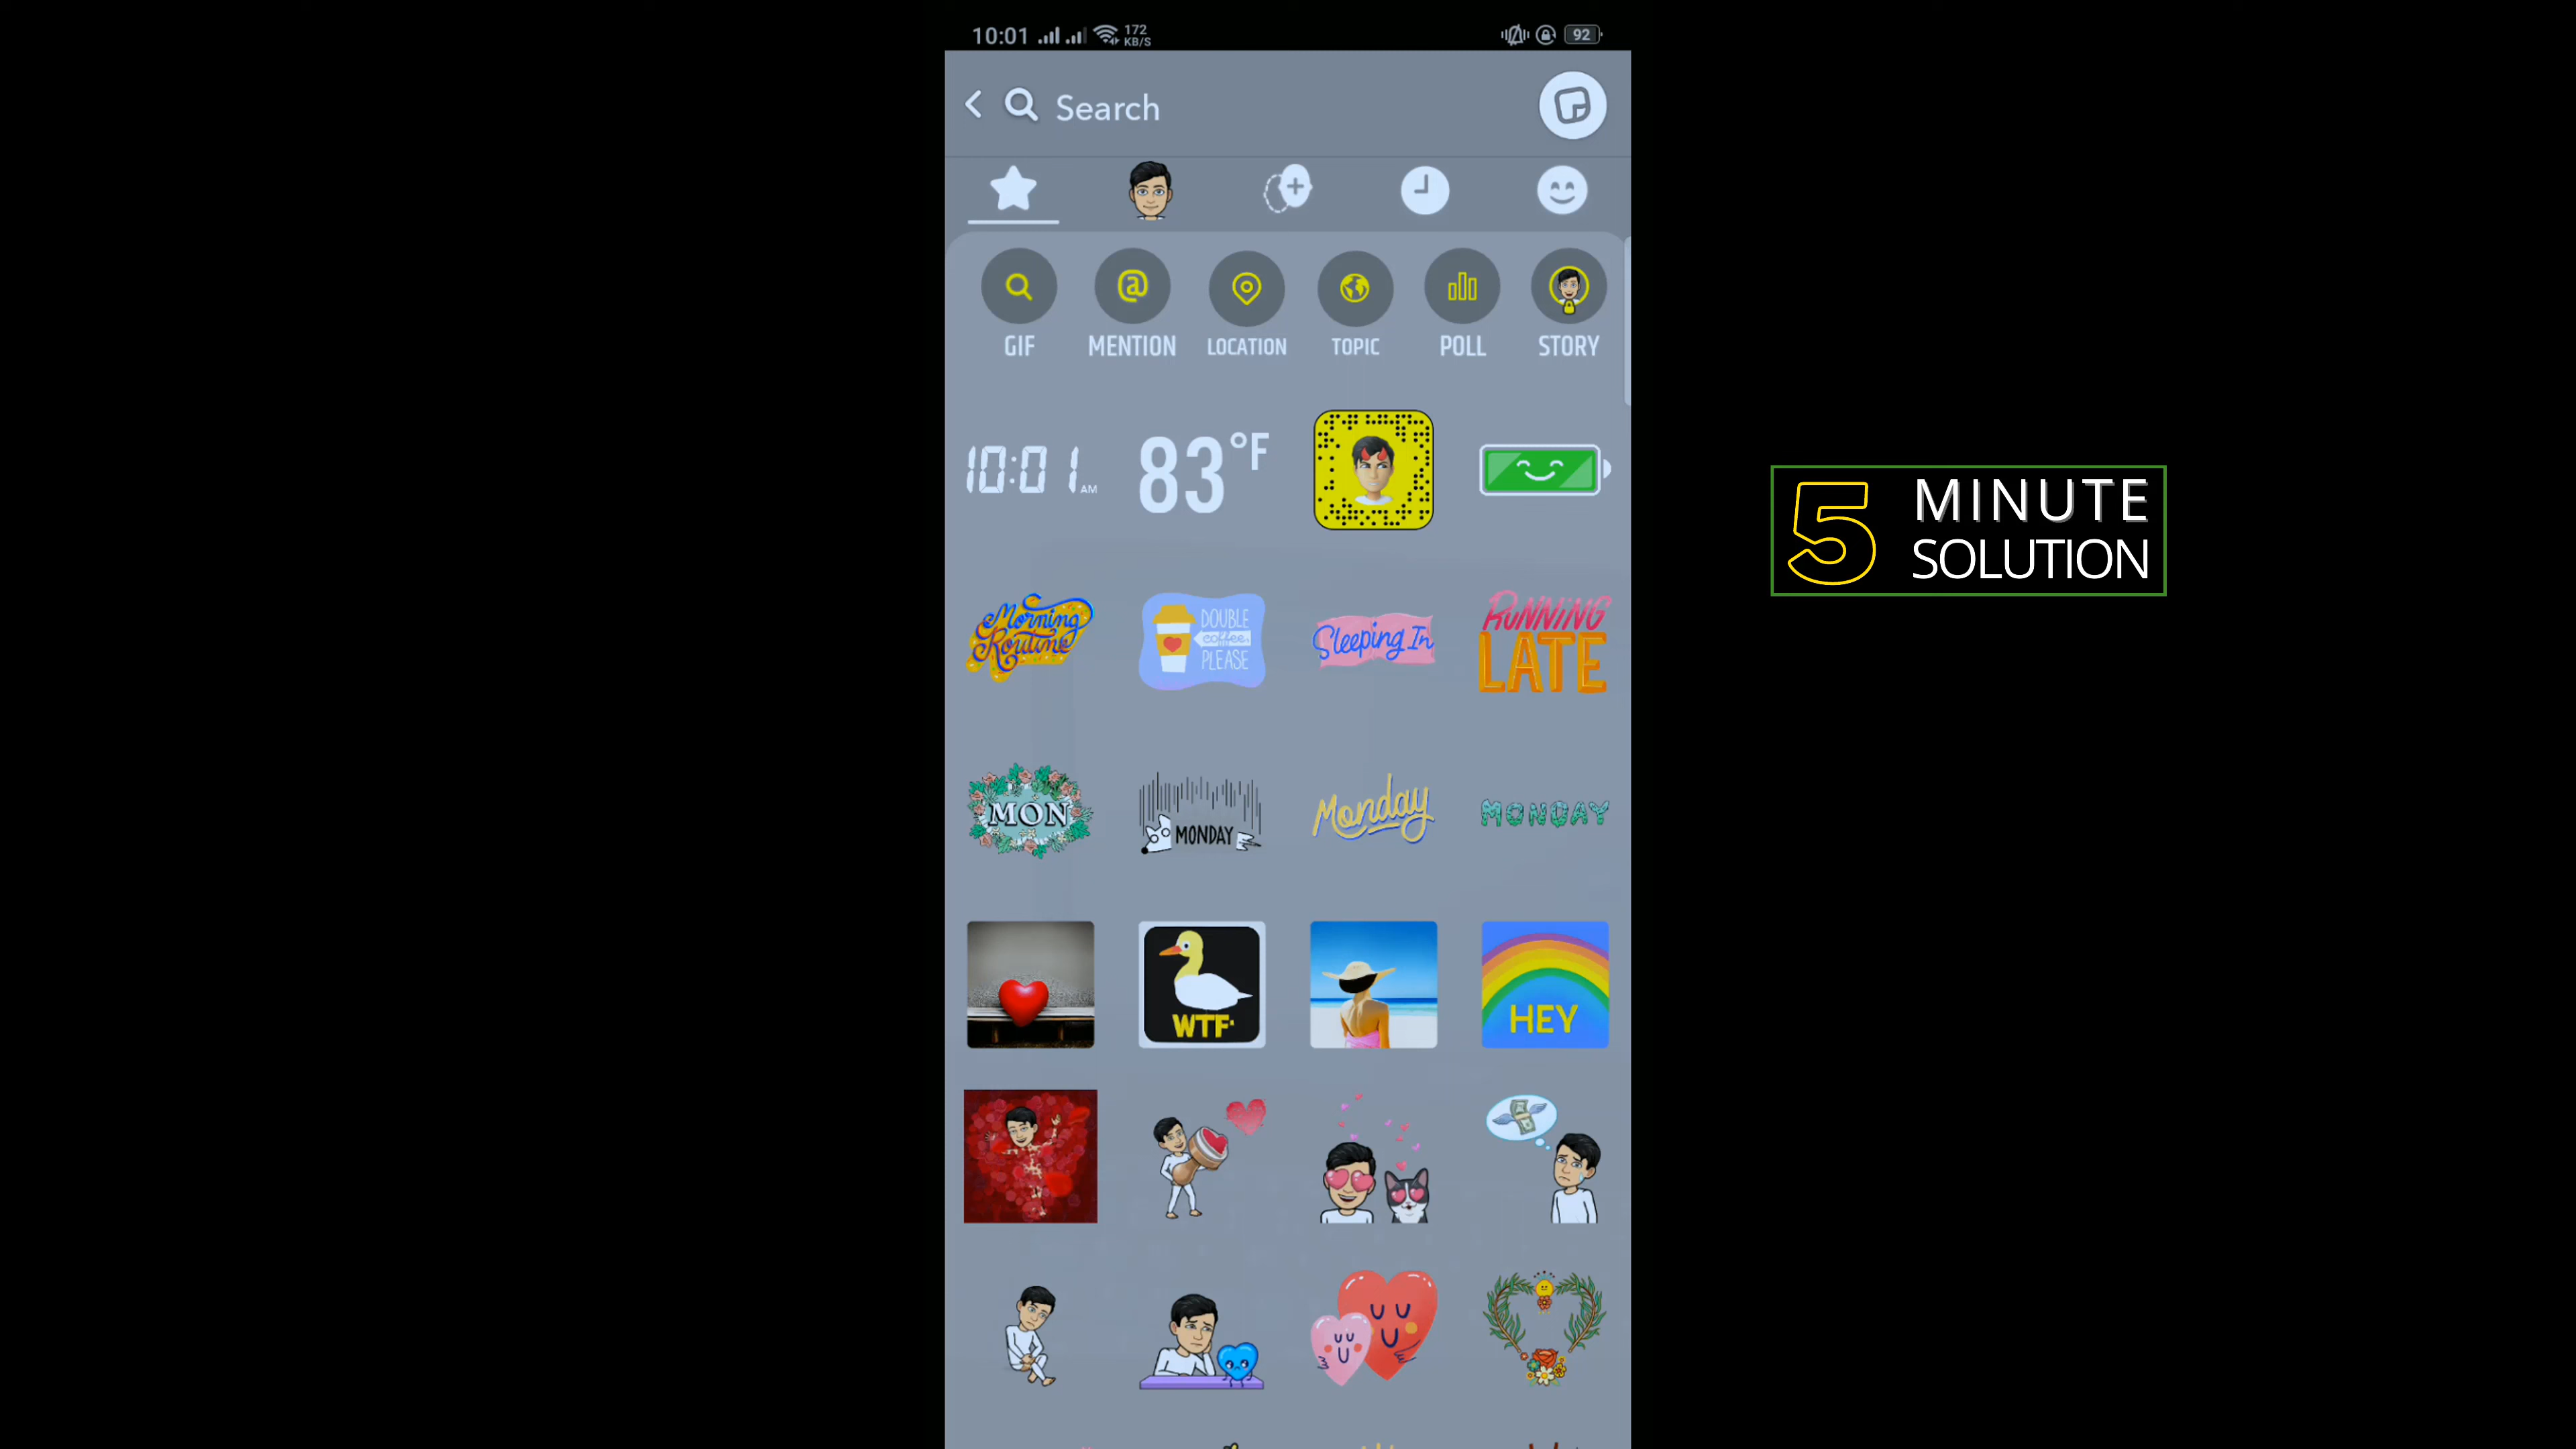 10:01 172 KB/S 92
Search
GIF MENTION LOCATION TOPIC POLL STORY
10:01 AM 83°F
Morning Routine
DOUBLE coffee PLEASE
Sleeping In
RUNNING LATE
MON
MONDAY
Monday
MONDAY
WTF
HEY
5 MINUTE
SOLUTION